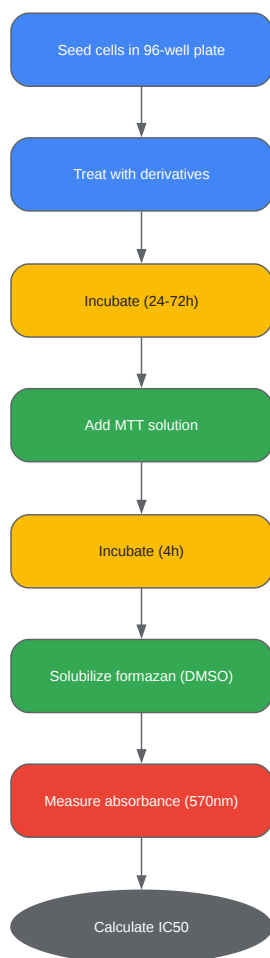 Seed cells in 96-well plate
Treat with derivatives
Incubate (24-72h)
Add MTT solution
Incubate (4h)
Solubilize formazan (DMSO)
Measure absorbance (570nm)
Calculate IC50